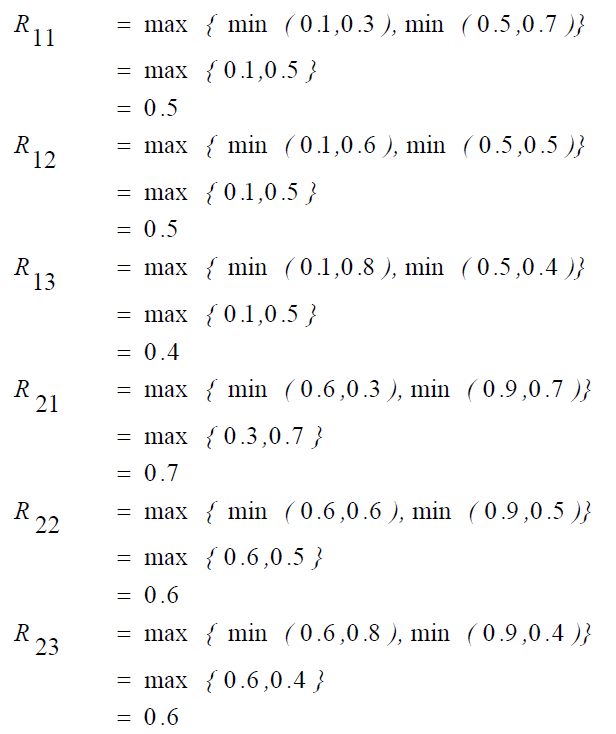 R11 = max { min ( 0.1,0.3 ), min ( 0.5,0.7 )}
= max { 0.1,0.5 }
= 0.5
R12 = max { min ( 0.1,0.6 ), min ( 0.5,0.5 )}
= max { 0.1,0.5 }
= 0.5
R13 = max { min ( 0.1,0.8 ), min ( 0.5,0.4 )}
= max { 0.1,0.5 }
= 0.4
R21 = max { min ( 0.6,0.3 ), min ( 0.9,0.7 )}
= max { 0.3,0.7 }
= 0.7
R22 = max { min ( 0.6,0.6 ), min ( 0.9,0.5 )}
= max { 0.6,0.5 }
= 0.6
R23 = max { min ( 0.6,0.8 ), min ( 0.9,0.4 )}
= max { 0.6,0.4 }
= 0.6